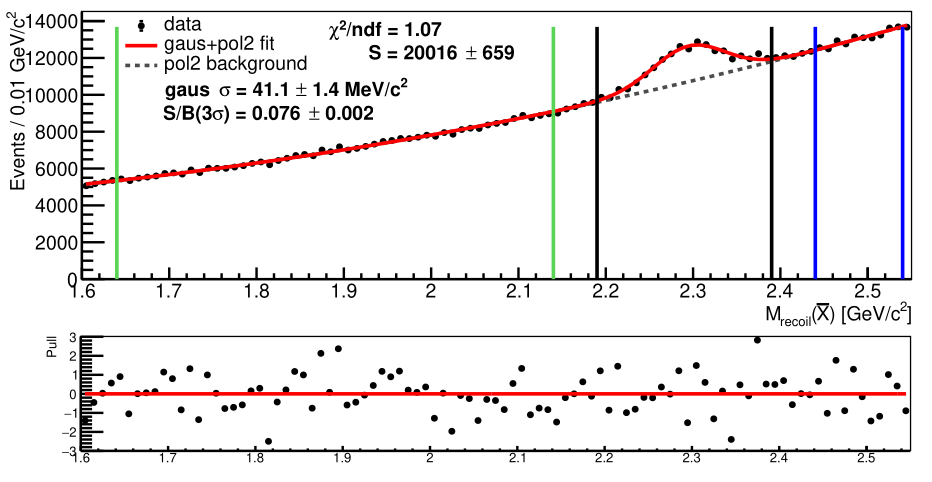 Events / 0.01 GeV/c²
14000
12000
10000
8000
6000
4000
2000
0
data
gaus+pol2 fit
pol2 background
χ²/ndf = 1.07
S = 20016 ± 659
gaus σ = 41.1 ± 1.4 MeV/c²
S/B(3σ) = 0.076 ± 0.002
1.6 1.7 1.8 1.9 2 2.1 2.2 2.3 2.4 2.5
M_recoil(X̅) [GeV/c²]
Pull
3
2
1
0
−1
−2
−3
1.6 1.7 1.8 1.9 2 2.1 2.2 2.3 2.4 2.5